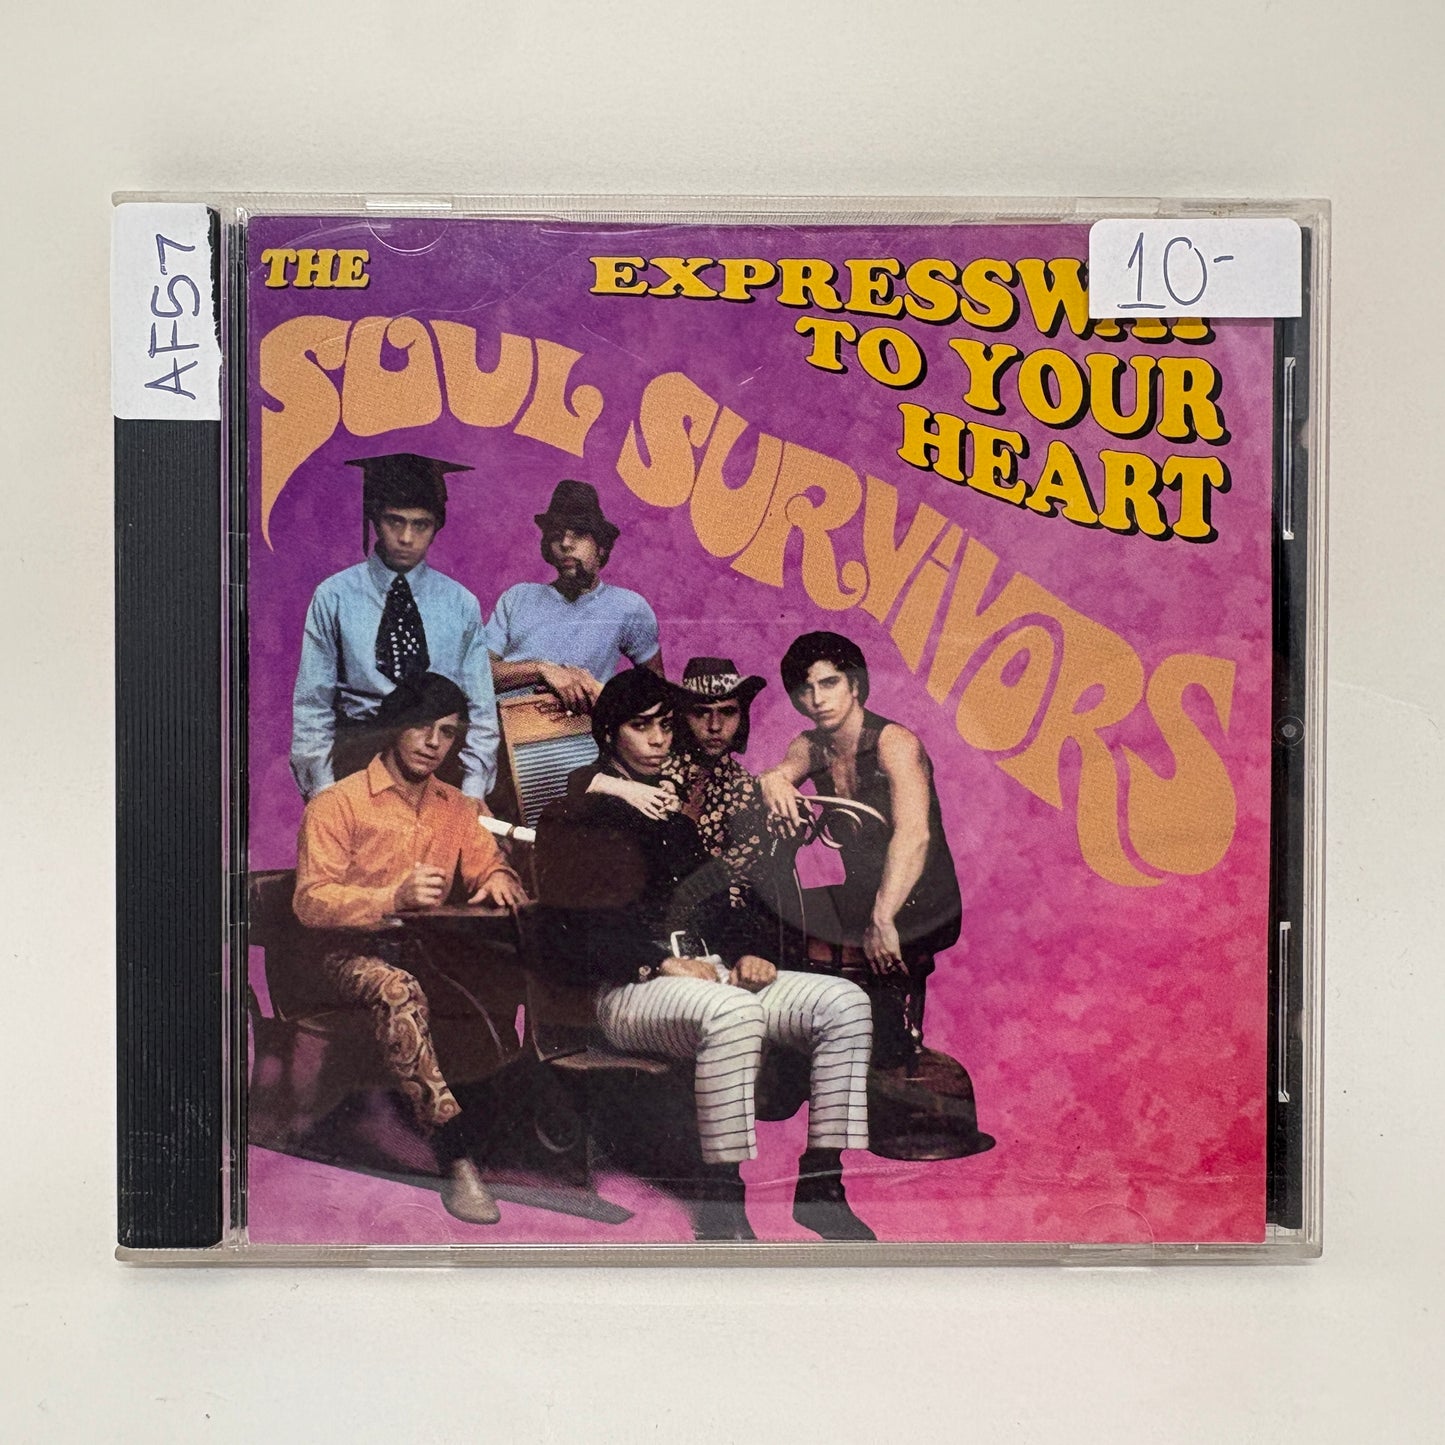 AF57
10-
THE
SOUL SURVIVORS
EXPRESSWAY
TO YOUR
HEART